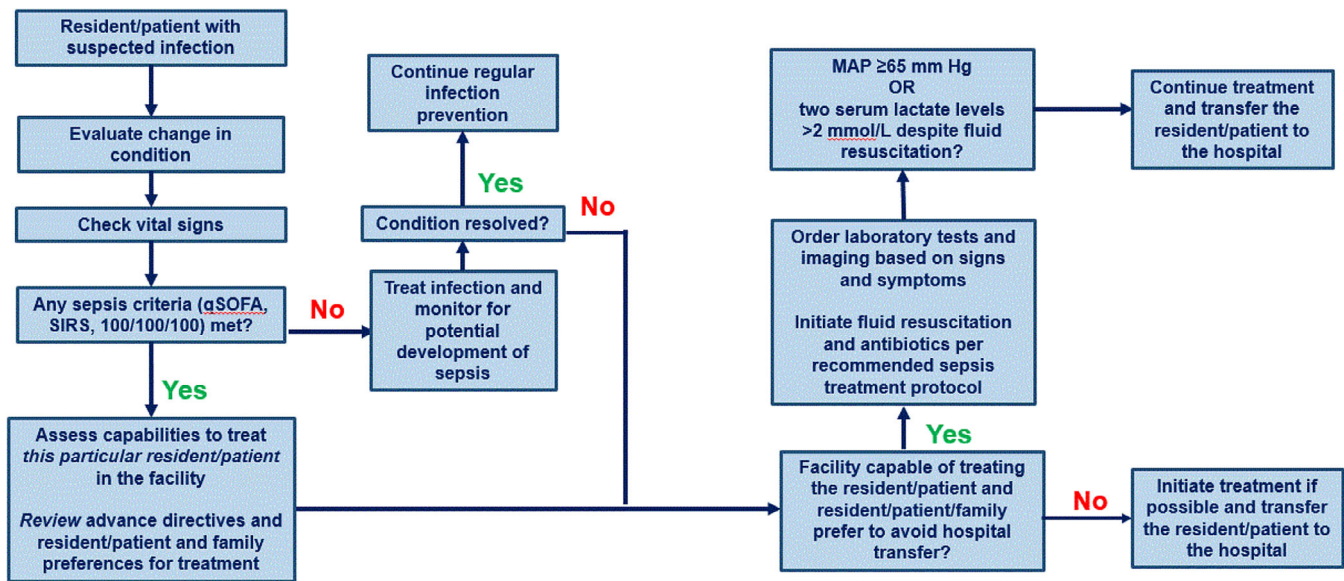 Resident/patient with
suspected infection
Evaluate change in
condition
Check vital signs
Any sepsis criteria (qSOFA,
SIRS, 100/100/100) met?
No
Yes
Treat infection and
monitor for
potential
development of
sepsis
Condition resolved?
Yes
No
Continue regular
infection
prevention
Assess capabilities to treat
this particular resident/patient
in the facility
Review advance directives and
resident/patient and family
preferences for treatment
Facility capable of treating
the resident/patient and
resident/patient/family
prefer to avoid hospital
transfer?
No
Initiate treatment if
possible and transfer
the resident/patient to
the hospital
Yes
Order laboratory tests and
imaging based on signs
and symptoms
Initiate fluid resuscitation
and antibiotics per
recommended sepsis
treatment protocol
MAP ≥65 mm Hg
OR
two serum lactate levels
>2 mmol/L despite fluid
resuscitation?
Continue treatment
and transfer the
resident/patient to
the hospital